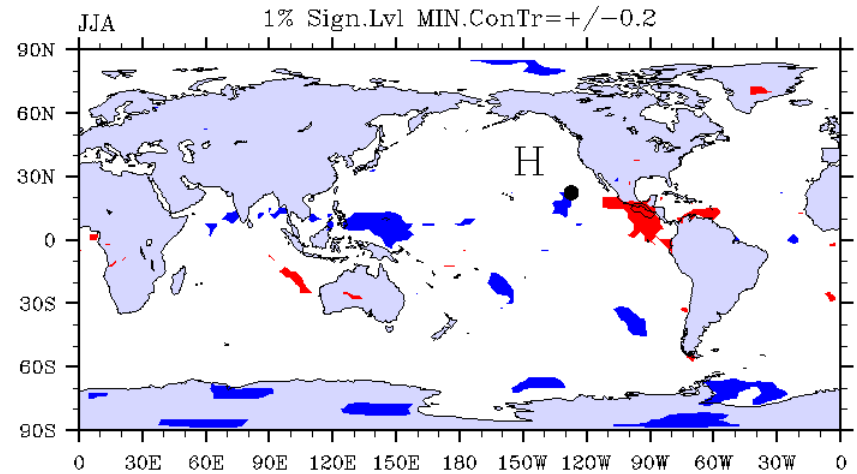 JJA
1% Sign.Lvl MIN.ConTr=+/-0.2
90N
60N
30N
0
30S
60S
90S
H
0 30E 60E 90E 120E 150E 180 150W 120W 90W 60W 30W 0